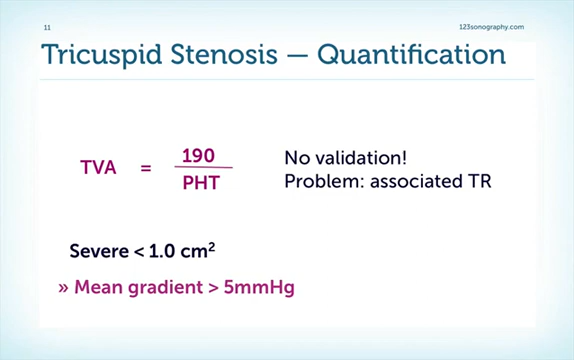 11
123sonography.com
Tricuspid Stenosis — Quantification
TVA = 190
PHT
No validation!
Problem: associated TR
Severe < 1.0 cm²
» Mean gradient > 5mmHg